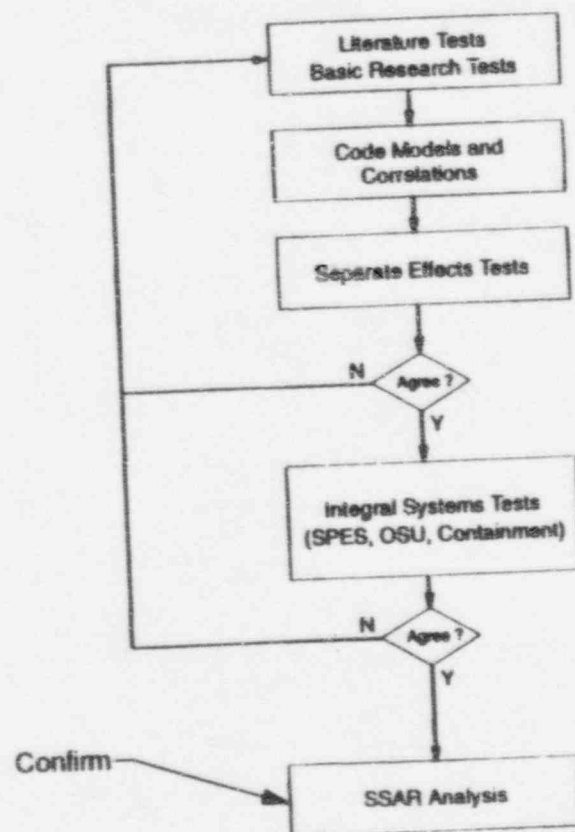 Literature Tests
Basic Research Tests
Code Models and
Correlations
Separate Effects Tests
Agree ?
N
Y
Integral Systems Tests
(SPES, OSU, Containment)
Agree ?
N
Y
Confirm
SSAR Analysis